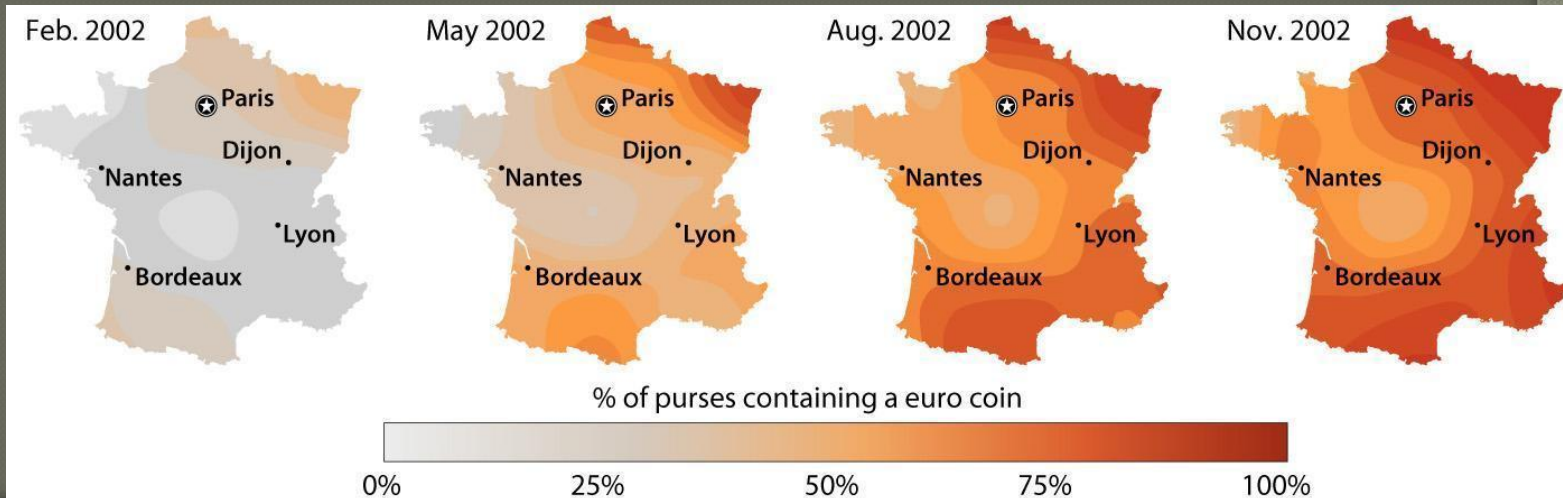 Feb. 2002
Paris
Dijon
Nantes
Lyon
Bordeaux
May 2002
Paris
Dijon
Nantes
Lyon
Bordeaux
Aug. 2002
Paris
Dijon
Nantes
Lyon
Bordeaux
Nov. 2002
Paris
Dijon
Nantes
Lyon
Bordeaux
% of purses containing a euro coin
0% 25% 50% 75% 100%